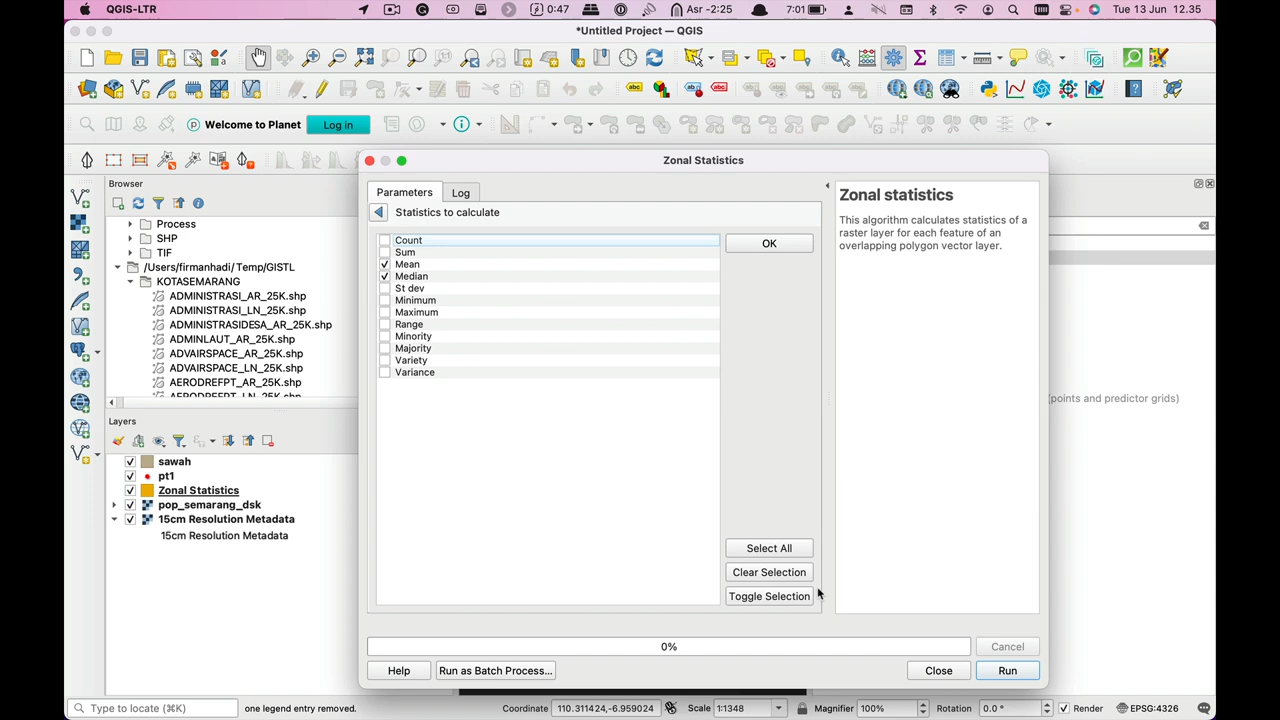 QGIS-LTR
0:47
Asr -2:25
7:01
Tue 13 Jun 12.35
*Untitled Project — QGIS
Welcome to Planet
Log in
Browser
Process
SHP
TIF
/Users/firmanhadi/Temp/GISTL
KOTASEMARANG
ADMINISTRASI_AR_25K.shp
ADMINISTRASI_LN_25K.shp
ADMINISTRASIDESA_AR_25K.shp
ADMINLAUT_AR_25K.shp
ADVAIRSPACE_AR_25K.shp
ADVAIRSPACE_LN_25K.shp
AERODREFPT_AR_25K.shp
AERODREFPT_LN_25K.shp
Layers
sawah
pt1
Zonal Statistics
pop_semarang_dsk
15cm Resolution Metadata
15cm Resolution Metadata
Zonal Statistics
Parameters
Log
Statistics to calculate
Count
Sum
Mean
Median
St dev
Minimum
Maximum
Range
Minority
Majority
Variety
Variance
OK
Select All
Clear Selection
Toggle Selection
Zonal statistics
This algorithm calculates statistics of a
raster layer for each feature of an
overlapping polygon vector layer.
(points and predictor grids)
0%
Cancel
Help
Run as Batch Process...
Close
Run
Type to locate (⌘K)
one legend entry removed.
Coordinate
110.311424,-6.959024
Scale
1:1348
Magnifier
100%
Rotation
0.0 °
Render
EPSG:4326